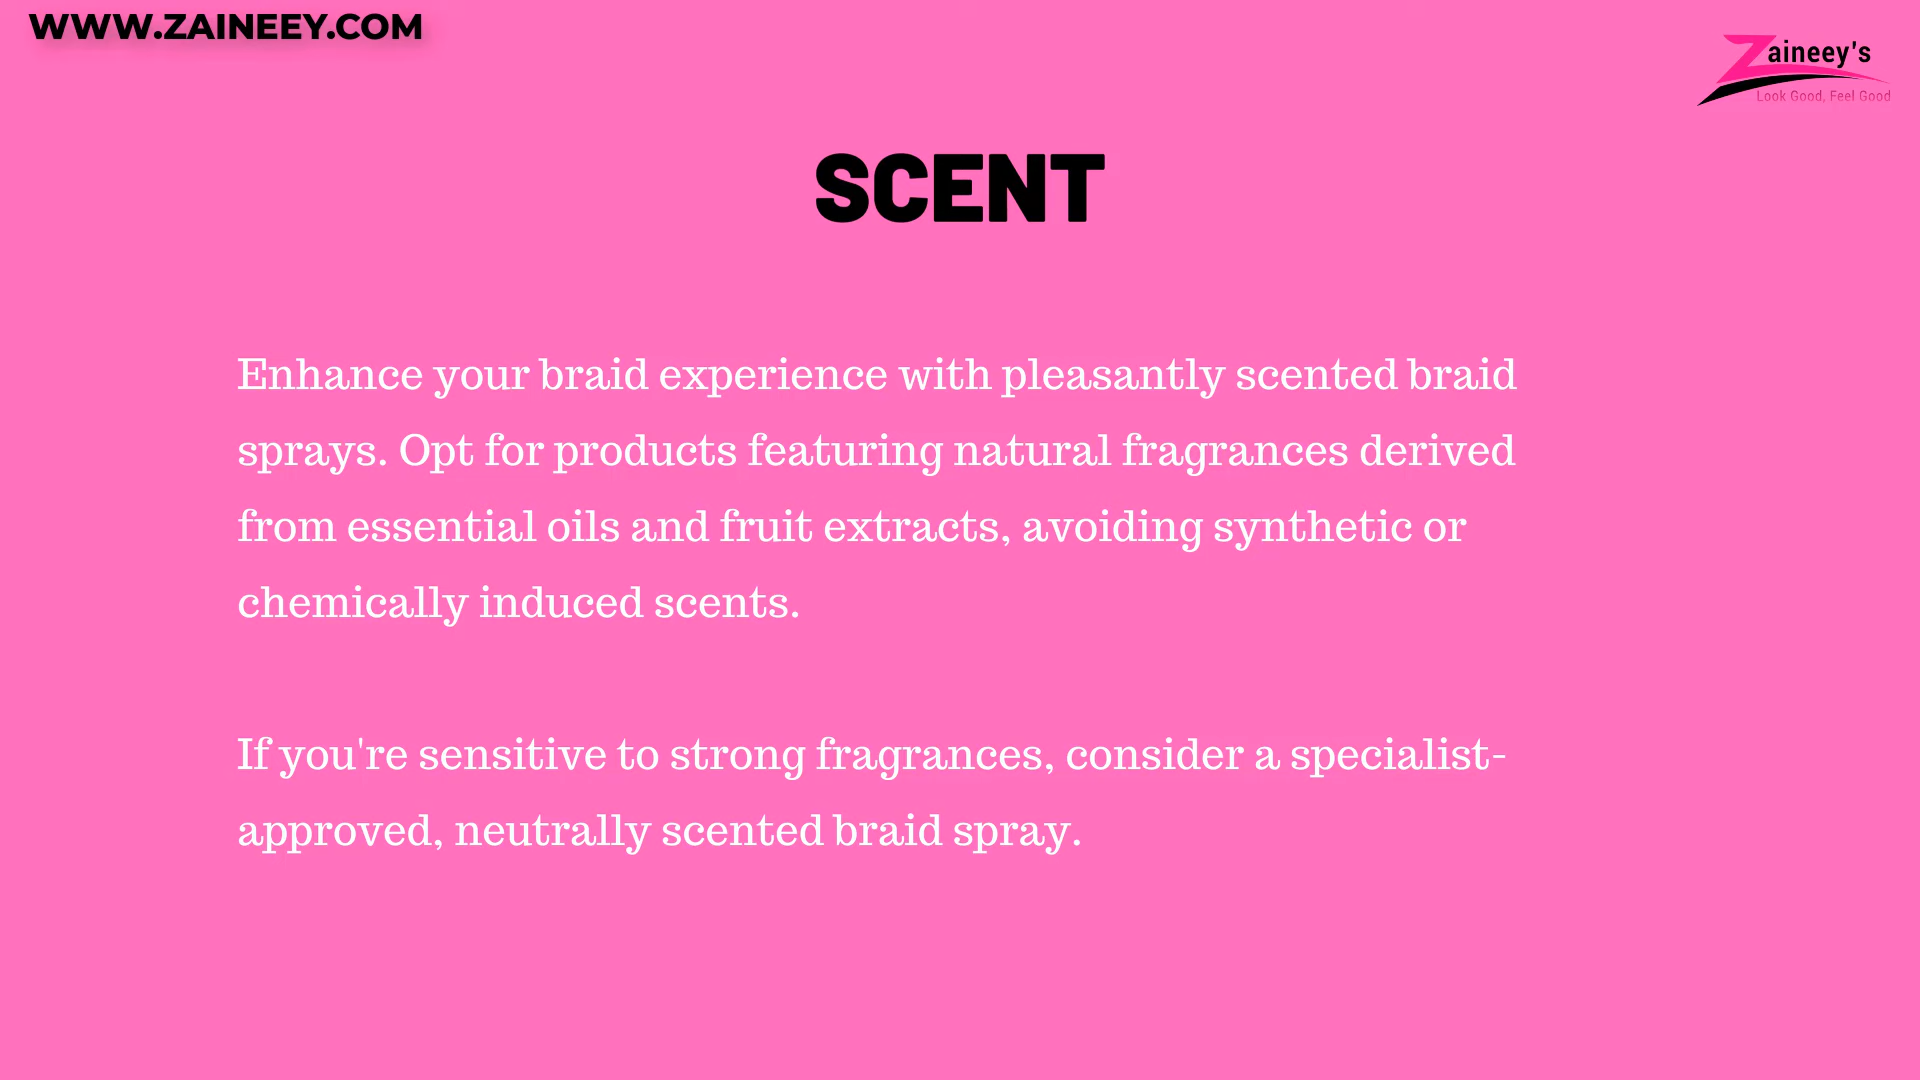 WWW.ZAINEEY.COM
Zaineey's
Look Good, Feel Good
SCENT
Enhance your braid experience with pleasantly scented braid
sprays. Opt for products featuring natural fragrances derived
from essential oils and fruit extracts, avoiding synthetic or
chemically induced scents.
If you're sensitive to strong fragrances, consider a specialist-
approved, neutrally scented braid spray.